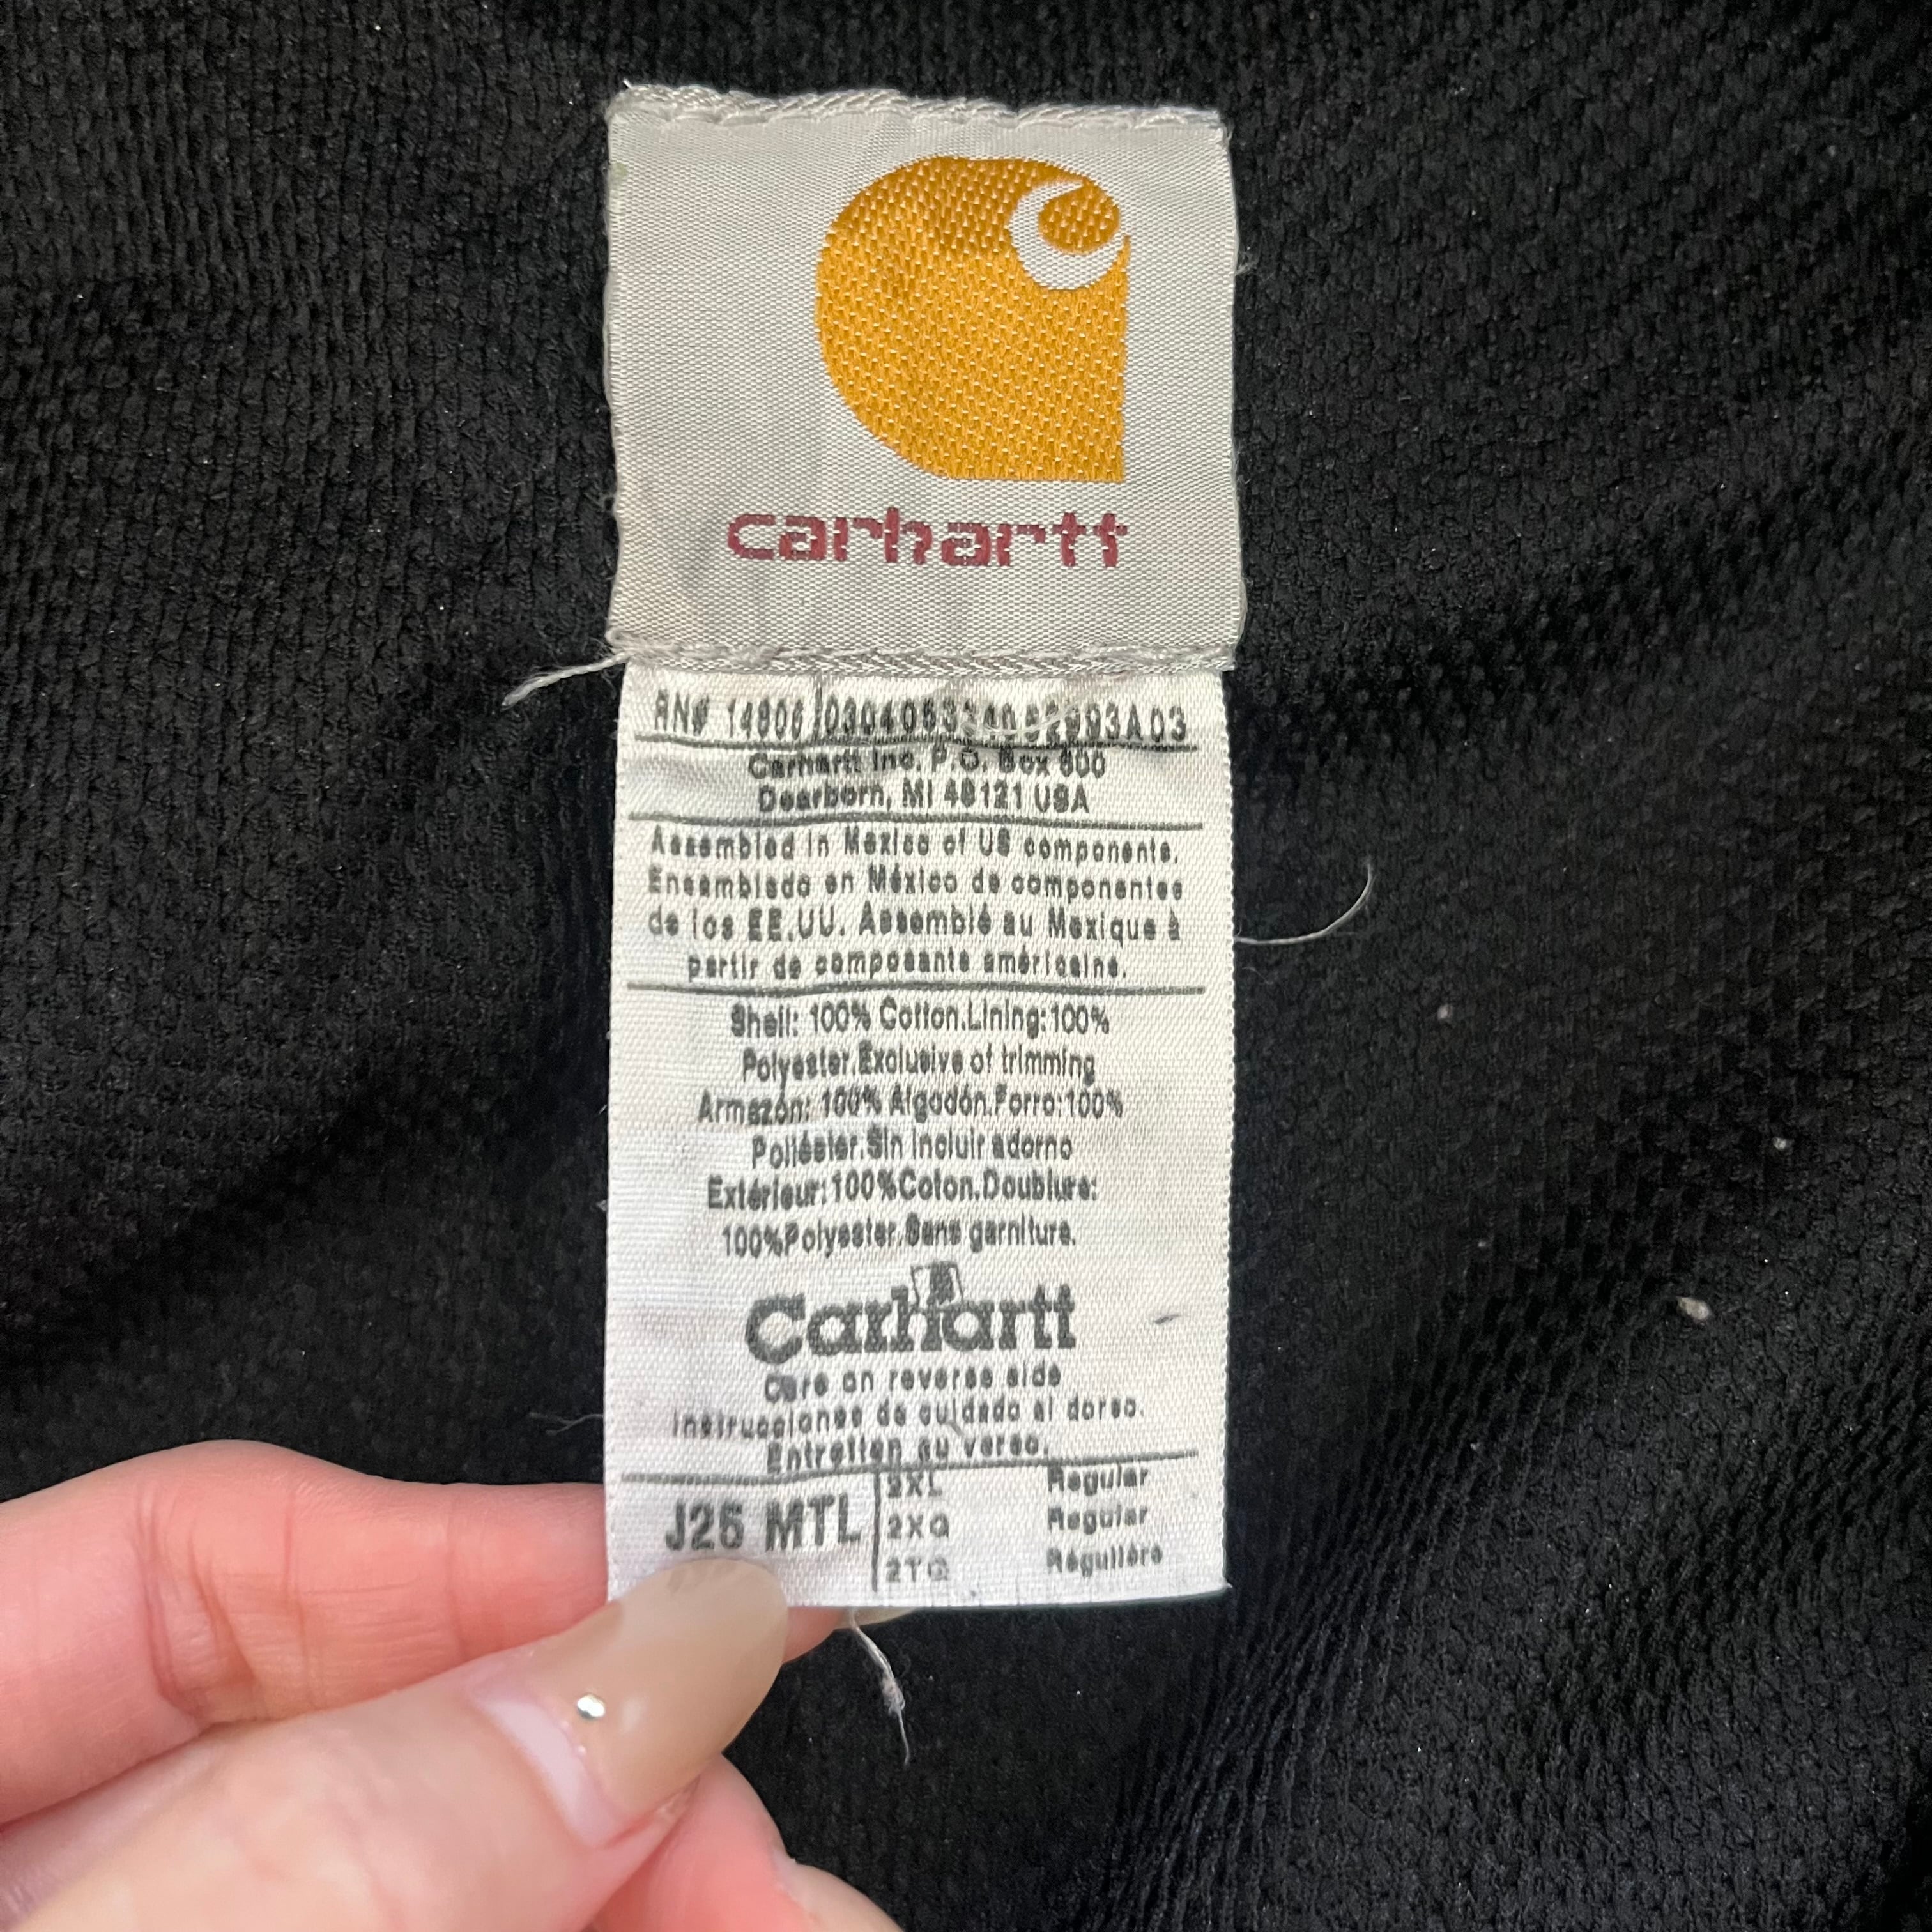 carhartt
RN# 14806
Carhartt Inc. P.O. Box 600
Dearborn, MI 48121 USA
Assembled in Mexico of US components.
Ensamblado en México de componentes
de los EE.UU. Assemblé au Mexique à
partir de composants américains.
Shell: 100% Cotton.Lining:100%
Polyester.Exclusive of trimming
Armazón: 100% Algodón.Forro:100%
Poliéster.Sin incluir adorno
Extérieur:100%Coton.Doublure:
100%Polyester.Sans garniture.
Carhartt
Care on reverse side
Instrucciones de cuidado al dorso.
Entretien au verso.
J25 MTL
2XL Regular
2XG Regular
2TG Régulière